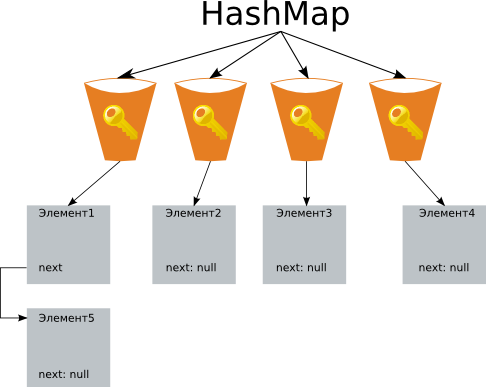 HashMap
Элемент1
next
Элемент2
next: null
Элемент3
next: null
Элемент4
next: null
Элемент5
next: null